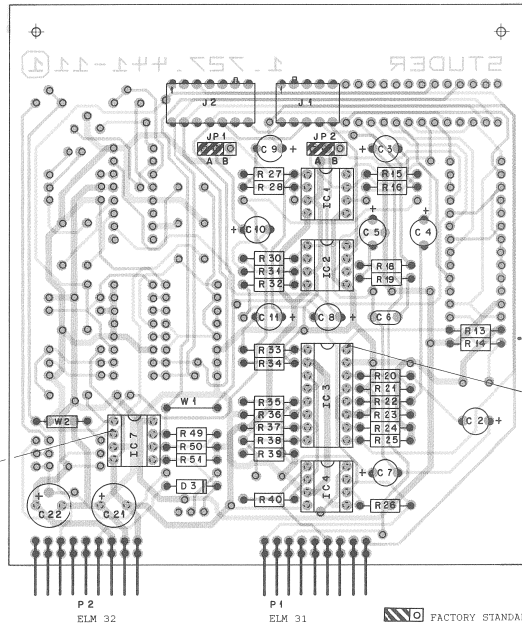 STUDER 1.727.441-11 1
J2 J1
JP1 JP2
A B A B
C9 C3
R27 R15
R28 R16
IC1
C10 C5 C4
IC2
R30 R18
R31 R19
R32
C11 C8 C6
R13
R33 R14
R34
IC3
R20
R21
W1 R35 R22
W2 R36 R23 C2
IC7 R49 R37 R24
R50 R38 R25
R51 R39
IC4 C7
D3
C22 C21 R40 R26
P2 P1
ELM 32 ELM 31
FACTORY STANDA